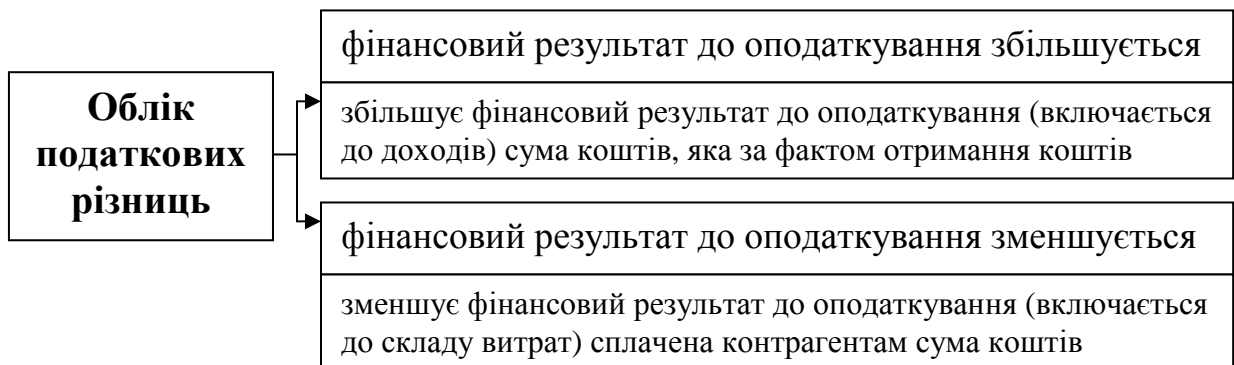 Облік
податкових
різниць
фінансовий результат до оподаткування збільшується
збільшує фінансовий результат до оподаткування (включається
до доходів) сума коштів, яка за фактом отримання коштів
фінансовий результат до оподаткування зменшується
зменшує фінансовий результат до оподаткування (включається
до складу витрат) сплачена контрагентам сума коштів